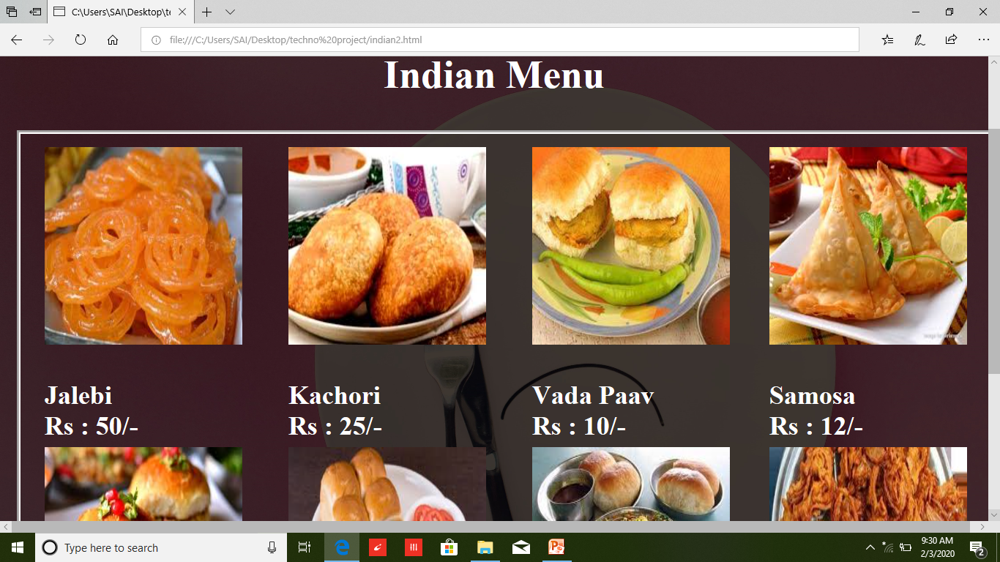 C:\Users\SAI\Desktop\te
file:///C:/Users/SAI/Desktop/techno%20project/indian2.html
Indian Menu
Jalebi
Rs : 50/-
Kachori
Rs : 25/-
Vada Paav
Rs : 10/-
Samosa
Rs : 12/-
Type here to search
9:30 AM
2/3/2020
2